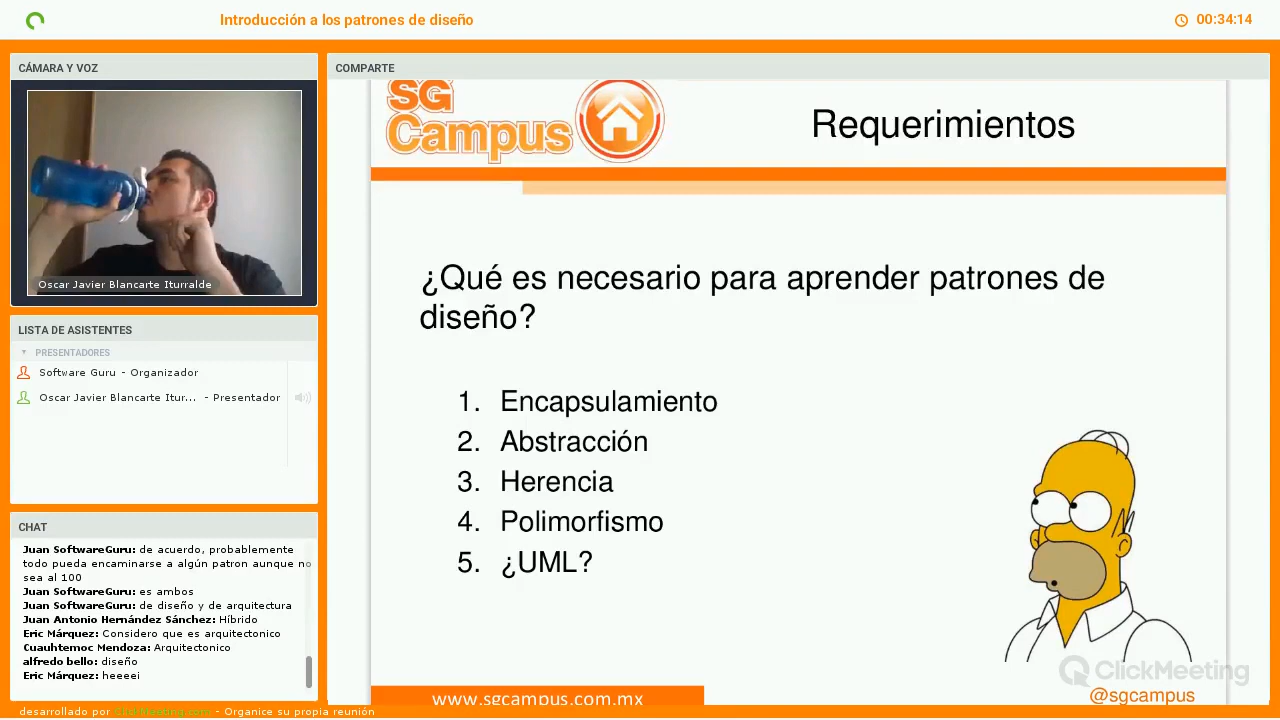 Introducción a los patrones de diseño
00:34:14
CÁMARA Y VOZ
Oscar Javier Blancarte Iturralde
LISTA DE ASISTENTES
PRESENTADORES
Software Guru - Organizador
Oscar Javier Blancarte Itur... - Presentador
CHAT
Juan SoftwareGuru: de acuerdo, probablemente
todo pueda encaminarse a algún patron aunque no
sea al 100
Juan SoftwareGuru: es ambos
Juan SoftwareGuru: de diseño y de arquitectura
Juan Antonio Hernández Sánchez: Híbrido
Eric Márquez: Considero que es arquitectonico
Cuauhtemoc Mendoza: Arquitectonico
alfredo bello: diseño
Eric Márquez: heeeei
COMPARTE
SG
Campus
Requerimientos
¿Qué es necesario para aprender patrones de
diseño?
1. Encapsulamiento
2. Abstracción
3. Herencia
4. Polimorfismo
5. ¿UML?
ClickMeeting
www.sgcampus.com.mx
@sgcampus
desarrollado por ClickMeeting.com - Organice su propia reunión